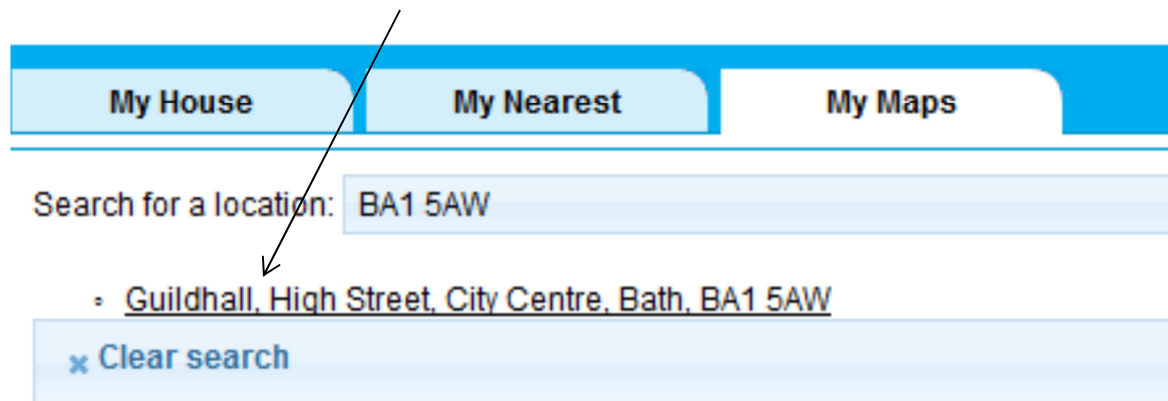 My House My Nearest My Maps
Search for a location: BA1 5AW
Guildhall, High Street, City Centre, Bath, BA1 5AW
Clear search